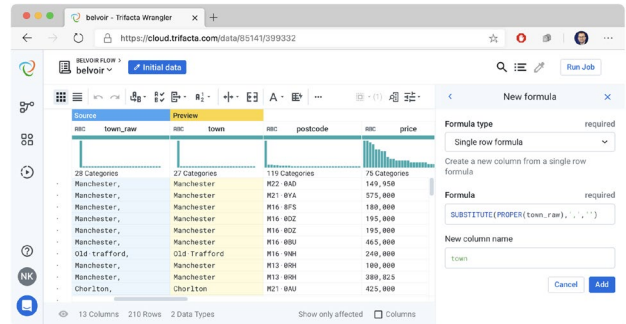 belvoir - Trifacta Wrangler
https://cloud.trifacta.com/data/85141/399332
BELVOIR FLOW >
belvoir
Initial data
Run Job
Source
Preview
RBC town_raw
RBC town
RBC postcode
RBC price
28 Categories
27 Categories
119 Categories
75 Categories
Manchester, Manchester M22·0AD 149,950
Manchester, Manchester M21·0YA 575,000
Manchester, Manchester M16·8FS 180,000
Manchester, Manchester M16·0DZ 195,000
Manchester, Manchester M16·0DZ 195,000
Manchester, Manchester M16·0BU 465,000
Old·Trafford, Old·Trafford M16·9NH 240,000
Manchester, Manchester M13·0RH 100,000
Manchester, Manchester M13·0RH 380,825
Chorlton, Chorlton M21·0AU 425,000
13 Columns 210 Rows 2 Data Types
Show only affected
Columns
NK
New formula
Formula type required
Single row formula
Create a new column from a single row
formula
Formula required
SUBSTITUTE(PROPER(town_raw),',','')
New column name
town
Cancel
Add